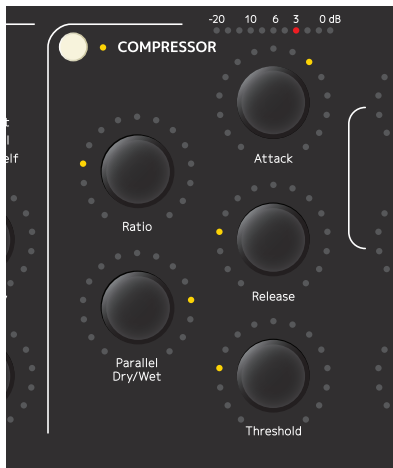 -20 10 6 3 0 dB
COMPRESSOR
Attack
Ratio
Release
Parallel
Dry/Wet
Threshold